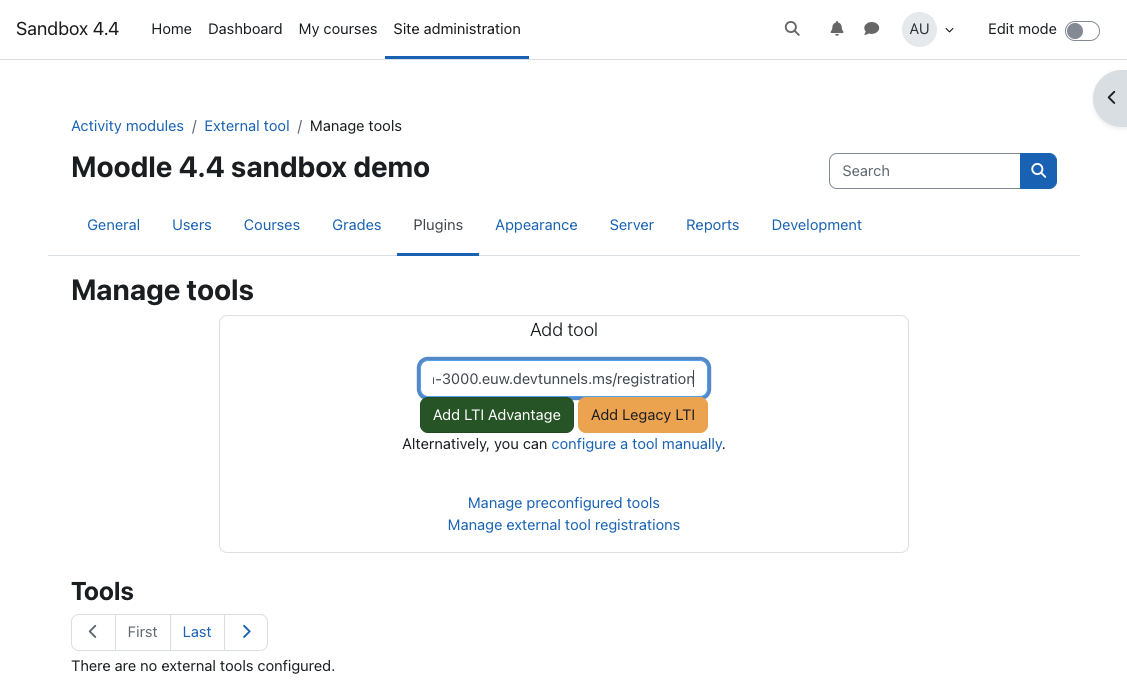 Sandbox 4.4 Home Dashboard My courses Site administration AU Edit mode
Activity modules / External tool / Manage tools
Moodle 4.4 sandbox demo
Search
General Users Courses Grades Plugins Appearance Server Reports Development
Manage tools
Add tool
-3000.euw.devtunnels.ms/registration
Add LTI Advantage Add Legacy LTI
Alternatively, you can configure a tool manually.
Manage preconfigured tools
Manage external tool registrations
Tools
First Last
There are no external tools configured.